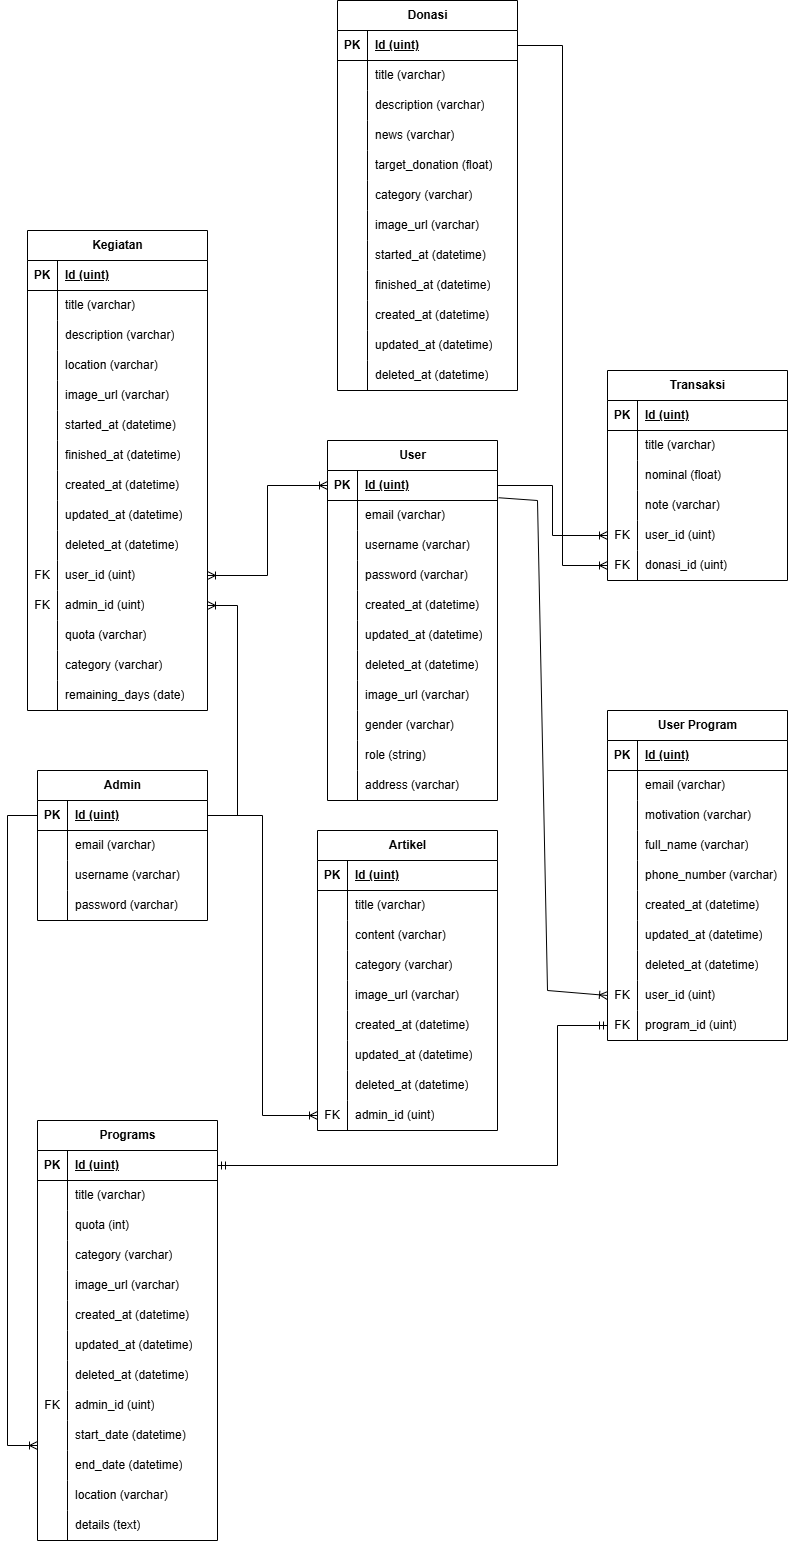 Donasi
PK Id (uint)
title (varchar)
description (varchar)
news (varchar)
target_donation (float)
category (varchar)
image_url (varchar)
started_at (datetime)
finished_at (datetime)
created_at (datetime)
updated_at (datetime)
deleted_at (datetime)
Kegiatan
PK Id (uint)
title (varchar)
description (varchar)
location (varchar)
image_url (varchar)
started_at (datetime)
finished_at (datetime)
created_at (datetime)
updated_at (datetime)
deleted_at (datetime)
FK user_id (uint)
FK admin_id (uint)
quota (varchar)
category (varchar)
remaining_days (date)
Transaksi
PK Id (uint)
title (varchar)
nominal (float)
note (varchar)
FK user_id (uint)
FK donasi_id (uint)
User
PK Id (uint)
email (varchar)
username (varchar)
password (varchar)
created_at (datetime)
updated_at (datetime)
deleted_at (datetime)
image_url (varchar)
gender (varchar)
role (string)
address (varchar)
User Program
PK Id (uint)
email (varchar)
motivation (varchar)
full_name (varchar)
phone_number (varchar)
created_at (datetime)
updated_at (datetime)
deleted_at (datetime)
FK user_id (uint)
FK program_id (uint)
Admin
PK Id (uint)
email (varchar)
username (varchar)
password (varchar)
Artikel
PK Id (uint)
title (varchar)
content (varchar)
category (varchar)
image_url (varchar)
created_at (datetime)
updated_at (datetime)
deleted_at (datetime)
FK admin_id (uint)
Programs
PK Id (uint)
title (varchar)
quota (int)
category (varchar)
image_url (varchar)
created_at (datetime)
updated_at (datetime)
deleted_at (datetime)
FK admin_id (uint)
start_date (datetime)
end_date (datetime)
location (varchar)
details (text)